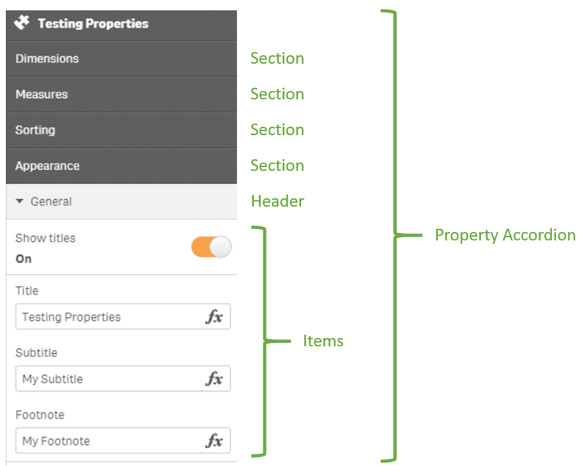 Testing Properties
Dimensions Section
Measures Section
Sorting Section
Appearance Section
General Header
Show titles
On
Property Accordion
Title
Testing Properties fx
Items
Subtitle
My Subtitle fx
Footnote
My Footnote fx